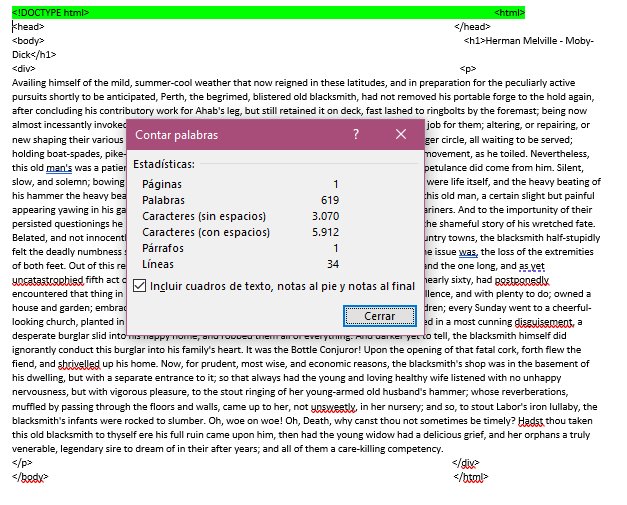 <!DOCTYPE html> <html>
<head> </head>
<body> <h1>Herman Melville - Moby-
Dick</h1>
<div> <p>
Availing himself of the mild, summer-cool weather that now reigned in these latitudes, and in preparation for the peculiarly active
pursuits shortly to be anticipated, Perth, the begrimed, blistered old blacksmith, had not removed his portable forge to the hold again,
after concluding his contributory work for Ahab's leg, but still retained it on deck, fast lashed to ringbolts by the foremast; being now
almost incessantly invoked job for them; altering, or repairing, or
new shaping their various ger circle, all waiting to be served;
holding boat-spades, pike- movement, as he toiled. Nevertheless,
this old man's was a patien petulance did come from him. Silent,
slow, and solemn; bowing were life itself, and the heavy beating of
his hammer the heavy bea this old man, a certain slight but painful
appearing yawing in his ga ariners. And to the importunity of their
persisted questionings he the shameful story of his wretched fate.
Belated, and not innocent untry towns, the blacksmith half-stupidly
felt the deadly numbness s e issue was, the loss of the extremities
of both feet. Out of this re and the one long, and as yet
uncatastrophied fifth act o nearly sixty, had postponedly
encountered that thing in llence, and with plenty to do; owned a
house and garden; embrac dren; every Sunday went to a cheerful-
looking church, planted in ed in a most cunning disguisement, a
desperate burglar slid into his happy home, and robbed them all of everything. And darker yet to tell, the blacksmith himself did
ignorantly conduct this burglar into his family's heart. It was the Bottle Conjuror! Upon the opening of that fatal cork, forth flew the
fiend, and shrivelled up his home. Now, for prudent, most wise, and economic reasons, the blacksmith's shop was in the basement of
his dwelling, but with a separate entrance to it; so that always had the young and loving healthy wife listened with no unhappy
nervousness, but with vigorous pleasure, to the stout ringing of her young-armed old husband's hammer; whose reverberations,
muffled by passing through the floors and walls, came up to her, not unsweetly, in her nursery; and so, to stout Labor's iron lullaby, the
blacksmith's infants were rocked to slumber. Oh, woe on woe! Oh, Death, why canst thou not sometimes be timely? Hadst thou taken
this old blacksmith to thyself ere his full ruin came upon him, then had the young widow had a delicious grief, and her orphans a truly
venerable, legendary sire to dream of in their after years; and all of them a care-killing competency.
</p> </div>
</body> </html>
Contar palabras ? ×
Estadísticas:
Páginas 1
Palabras 619
Caracteres (sin espacios) 3.070
Caracteres (con espacios) 5.912
Párrafos 1
Líneas 34
Incluir cuadros de texto, notas al pie y notas al final
Cerrar